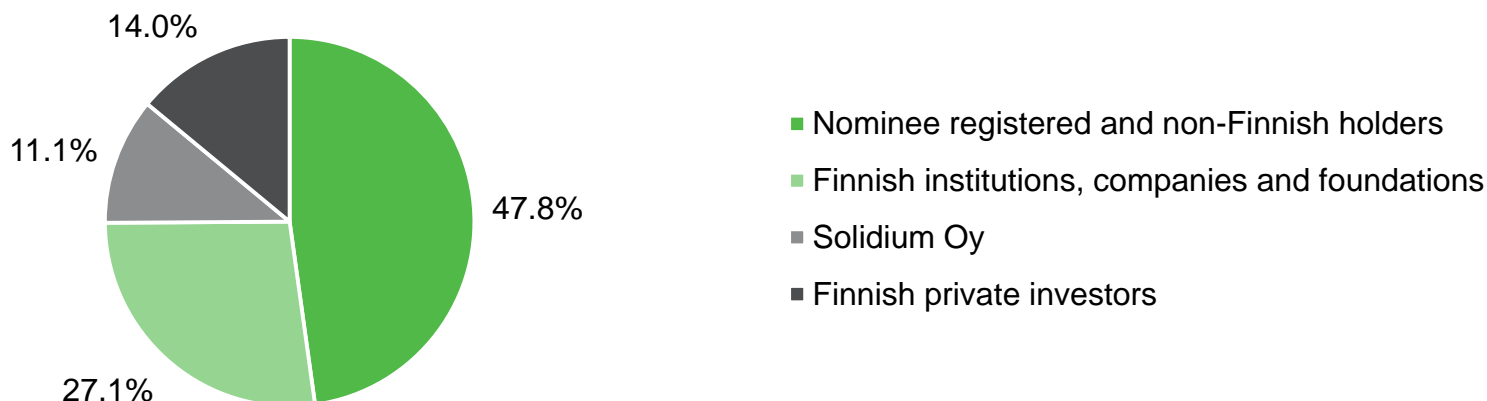 14.0%
11.1%
47.8%
27.1%
Nominee registered and non-Finnish holders
Finnish institutions, companies and foundations
Solidium Oy
Finnish private investors